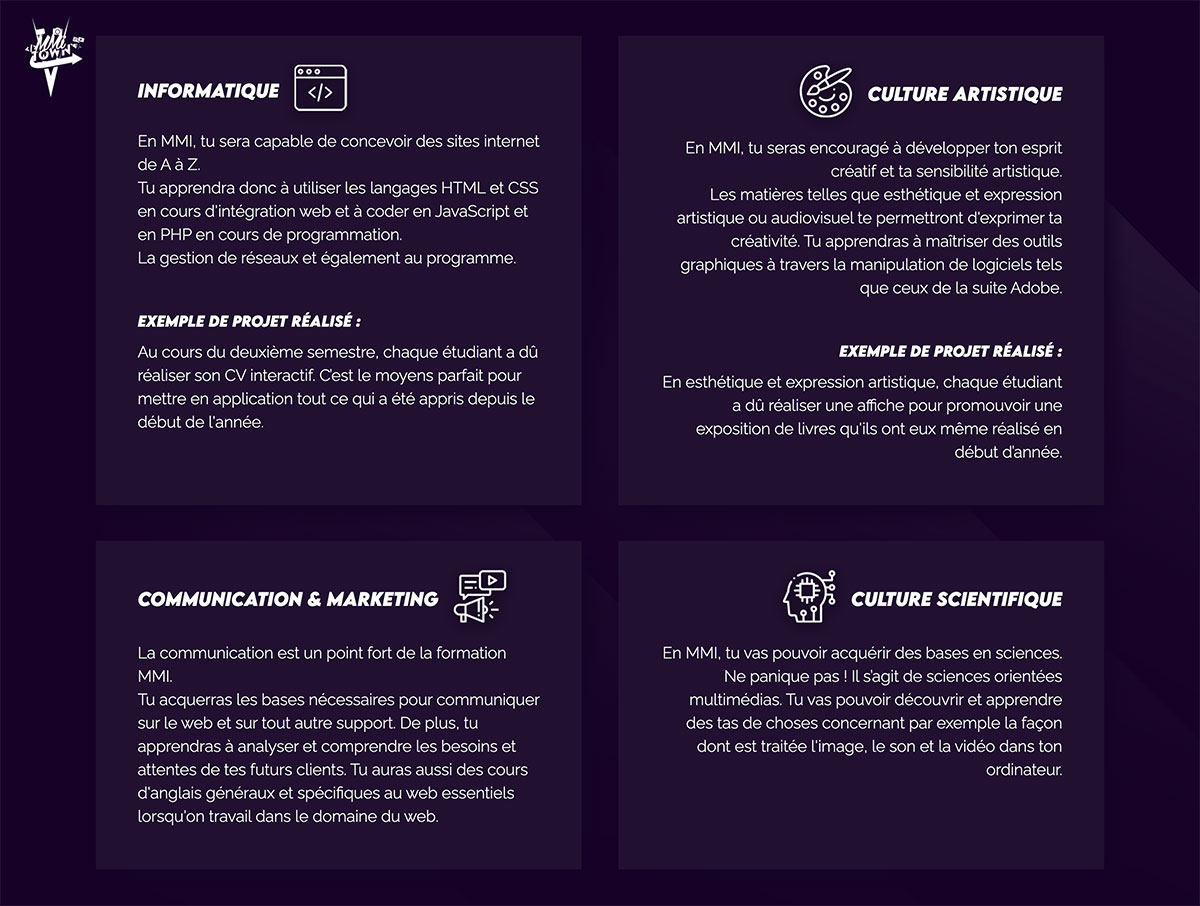 MMI
TOWN
INFORMATIQUE
</>
En MMI, tu sera capable de concevoir des sites internet
de A à Z.
Tu apprendra donc à utiliser les langages HTML et CSS
en cours d'intégration web et à coder en JavaScript et
en PHP en cours de programmation.
La gestion de réseaux et également au programme.
EXEMPLE DE PROJET RÉALISÉ :
Au cours du deuxième semestre, chaque étudiant a dû
réaliser son CV interactif. C'est le moyens parfait pour
mettre en application tout ce qui a été appris depuis le
début de l'année.
CULTURE ARTISTIQUE
En MMI, tu seras encouragé à développer ton esprit
créatif et ta sensibilité artistique.
Les matières telles que esthétique et expression
artistique ou audiovisuel te permettront d'exprimer ta
créativité. Tu apprendras à maîtriser des outils
graphiques à travers la manipulation de logiciels tels
que ceux de la suite Adobe.
EXEMPLE DE PROJET RÉALISÉ :
En esthétique et expression artistique, chaque étudiant
a dû réaliser une affiche pour promouvoir une
exposition de livres qu'ils ont eux même réalisé en
début d'année.
COMMUNICATION & MARKETING
La communication est un point fort de la formation
MMI.
Tu acquerras les bases nécessaires pour communiquer
sur le web et sur tout autre support. De plus, tu
apprendras à analyser et comprendre les besoins et
attentes de tes futurs clients. Tu auras aussi des cours
d'anglais généraux et spécifiques au web essentiels
lorsqu'on travail dans le domaine du web.
CULTURE SCIENTIFIQUE
En MMI, tu vas pouvoir acquérir des bases en sciences.
Ne panique pas ! Il s'agit de sciences orientées
multimédias. Tu vas pouvoir découvrir et apprendre
des tas de choses concernant par exemple la façon
dont est traitée l'image, le son et la vidéo dans ton
ordinateur.